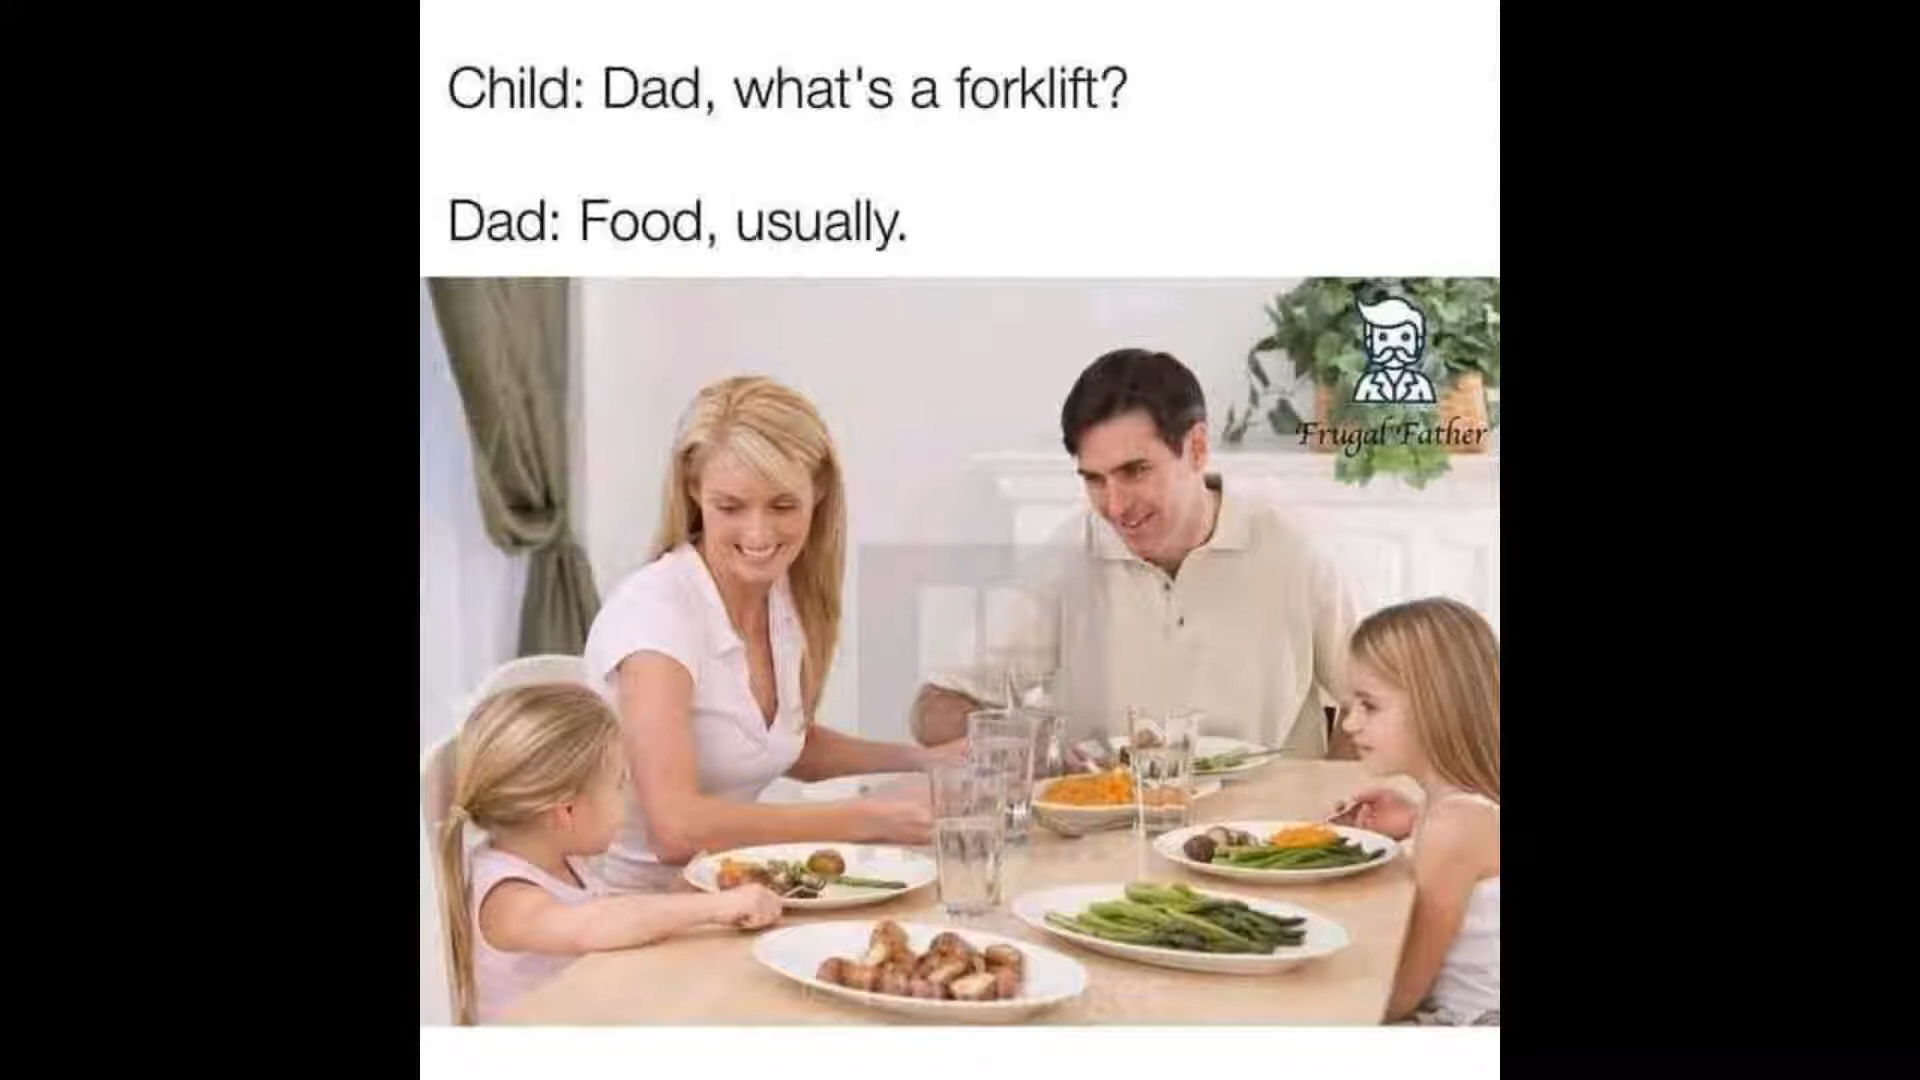 Child: Dad, what's a forklift?
Dad: Food, usually.
Frugal Father